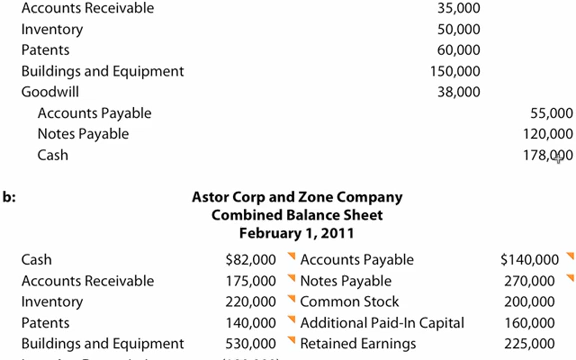 Accounts Receivable 35,000
Inventory 50,000
Patents 60,000
Buildings and Equipment 150,000
Goodwill 38,000
Accounts Payable 55,000
Notes Payable 120,000
Cash 178,000
b: Astor Corp and Zone Company
Combined Balance Sheet
February 1, 2011
Cash $82,000 Accounts Payable $140,000
Accounts Receivable 175,000 Notes Payable 270,000
Inventory 220,000 Common Stock 200,000
Patents 140,000 Additional Paid-In Capital 160,000
Buildings and Equipment 530,000 Retained Earnings 225,000